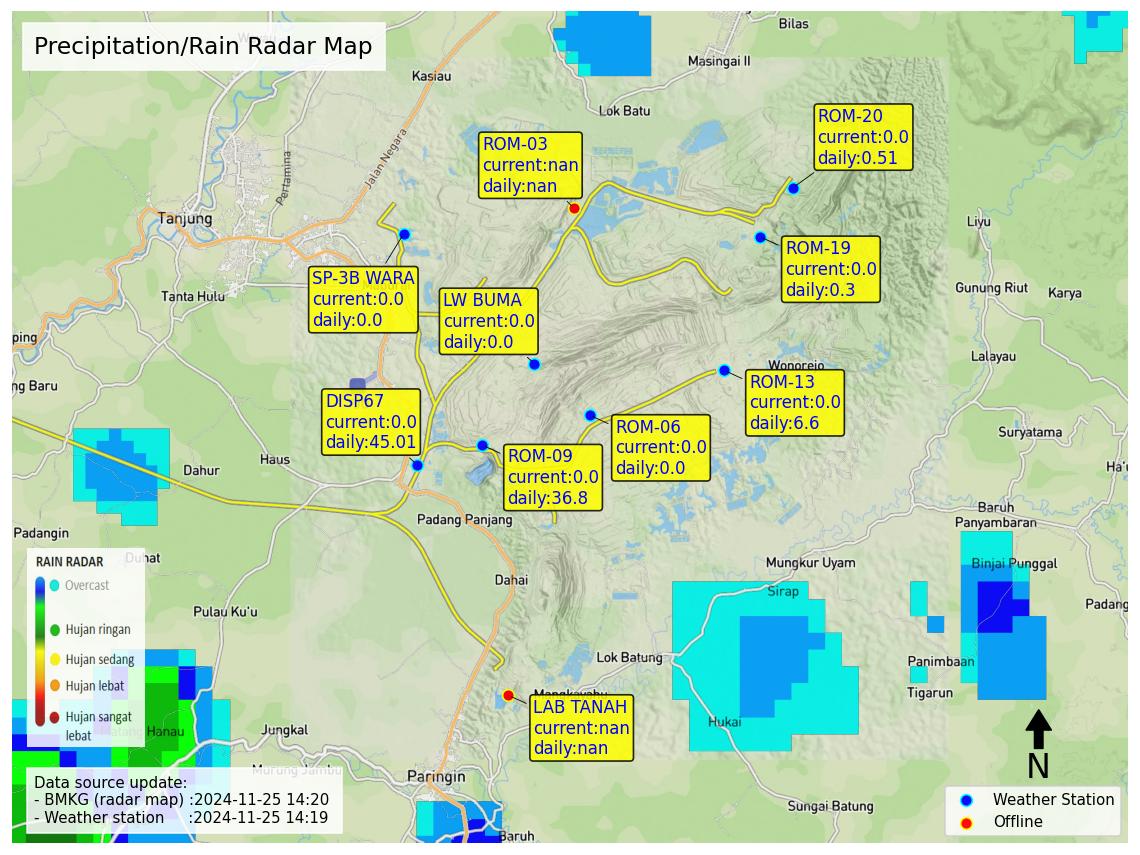 Precipitation/Rain Radar Map
Bilas
Masingai II
Kasiau
Lok Batu
ROM-20
current:0.0
daily:0.51
ROM-03
current:nan
daily:nan
Jalan Negara
Pertamina
Tanjung
Liyu
ROM-19
current:0.0
daily:0.3
SP-3B WARA
current:0.0
daily:0.0
LW BUMA
current:0.0
daily:0.0
Tanta Hulu
Gunung Riut
Karya
ping
Lalayau
Wonorejo
ng Baru
ROM-13
current:0.0
daily:6.6
DISP67
current:0.0
daily:45.01
ROM-06
current:0.0
daily:0.0
Suryatama
ROM-09
current:0.0
daily:36.8
Haus
Dahur
Ha'u
Baruh
Panyambaran
Padang Panjang
Padangin
Duhat
Mungkur Uyam
Binjai Punggal
Dahai
Sirap
RAIN RADAR
Overcast
Hujan ringan
Hujan sedang
Hujan lebat
Hujan sangat
lebat
Pulau Ku'u
Padang
Lok Batung
Panimbaan
Tigarun
Mangkayahu
LAB TANAH
current:nan
daily:nan
Hukai
Jungkal
Hanau
Murung Jambu
Paringin
N
Data source update:
- BMKG (radar map) :2024-11-25 14:20
- Weather station :2024-11-25 14:19
Sungai Batung
Weather Station
Offline
Baruh